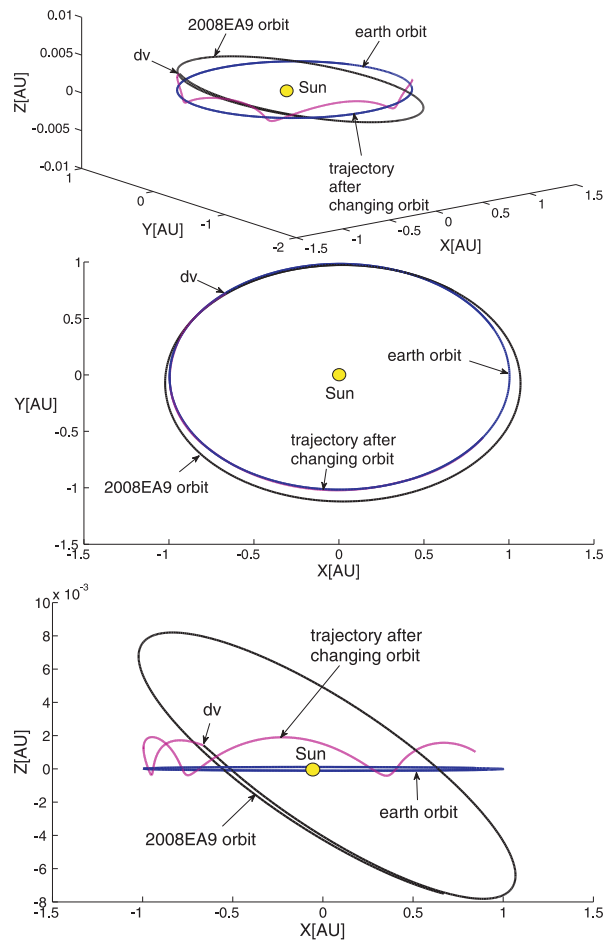 0.01
2008EA9 orbit
earth orbit
dv
0.005
Z[AU]
0
Sun
-0.005
-0.01
trajectory
after
changing orbit
1
0
-1
-2
Y[AU]
-1.5
-1
-0.5
0
0.5
1
1.5
X[AU]
1
dv
0.5
earth orbit
0
Y[AU]
Sun
-0.5
trajectory after
changing orbit
2008EA9 orbit
-1
-1.5
-1.5
-1
-0.5
0
0.5
1
1.5
X[AU]
10 x 10⁻³
8
trajectory after
changing orbit
6
4
dv
2
Z[AU]
Sun
0
earth orbit
-2
2008EA9 orbit
-4
-6
-8
-1.5
-1
-0.5
0
0.5
1
1.5
X[AU]